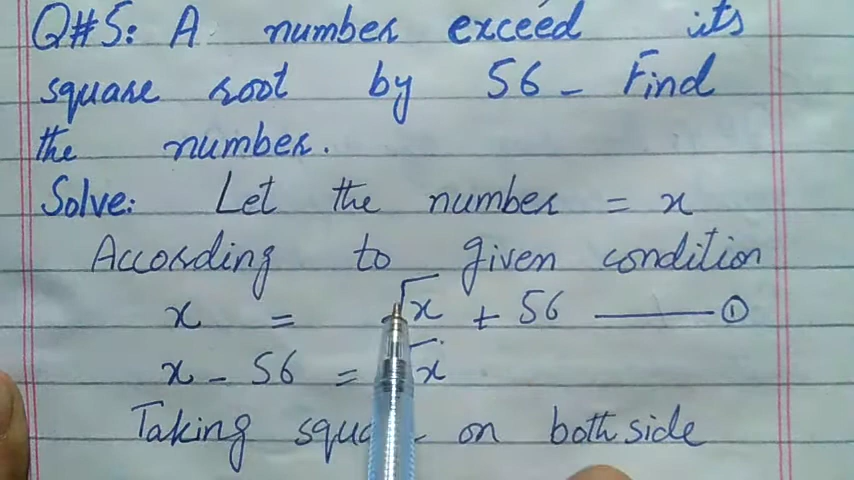 Q#5: A number exceed its
square root by 56 - Find
the number.
Solve: Let the number = x
According to given condition
x = √x + 56 ——— ①
x - 56 = √x
Taking on both side